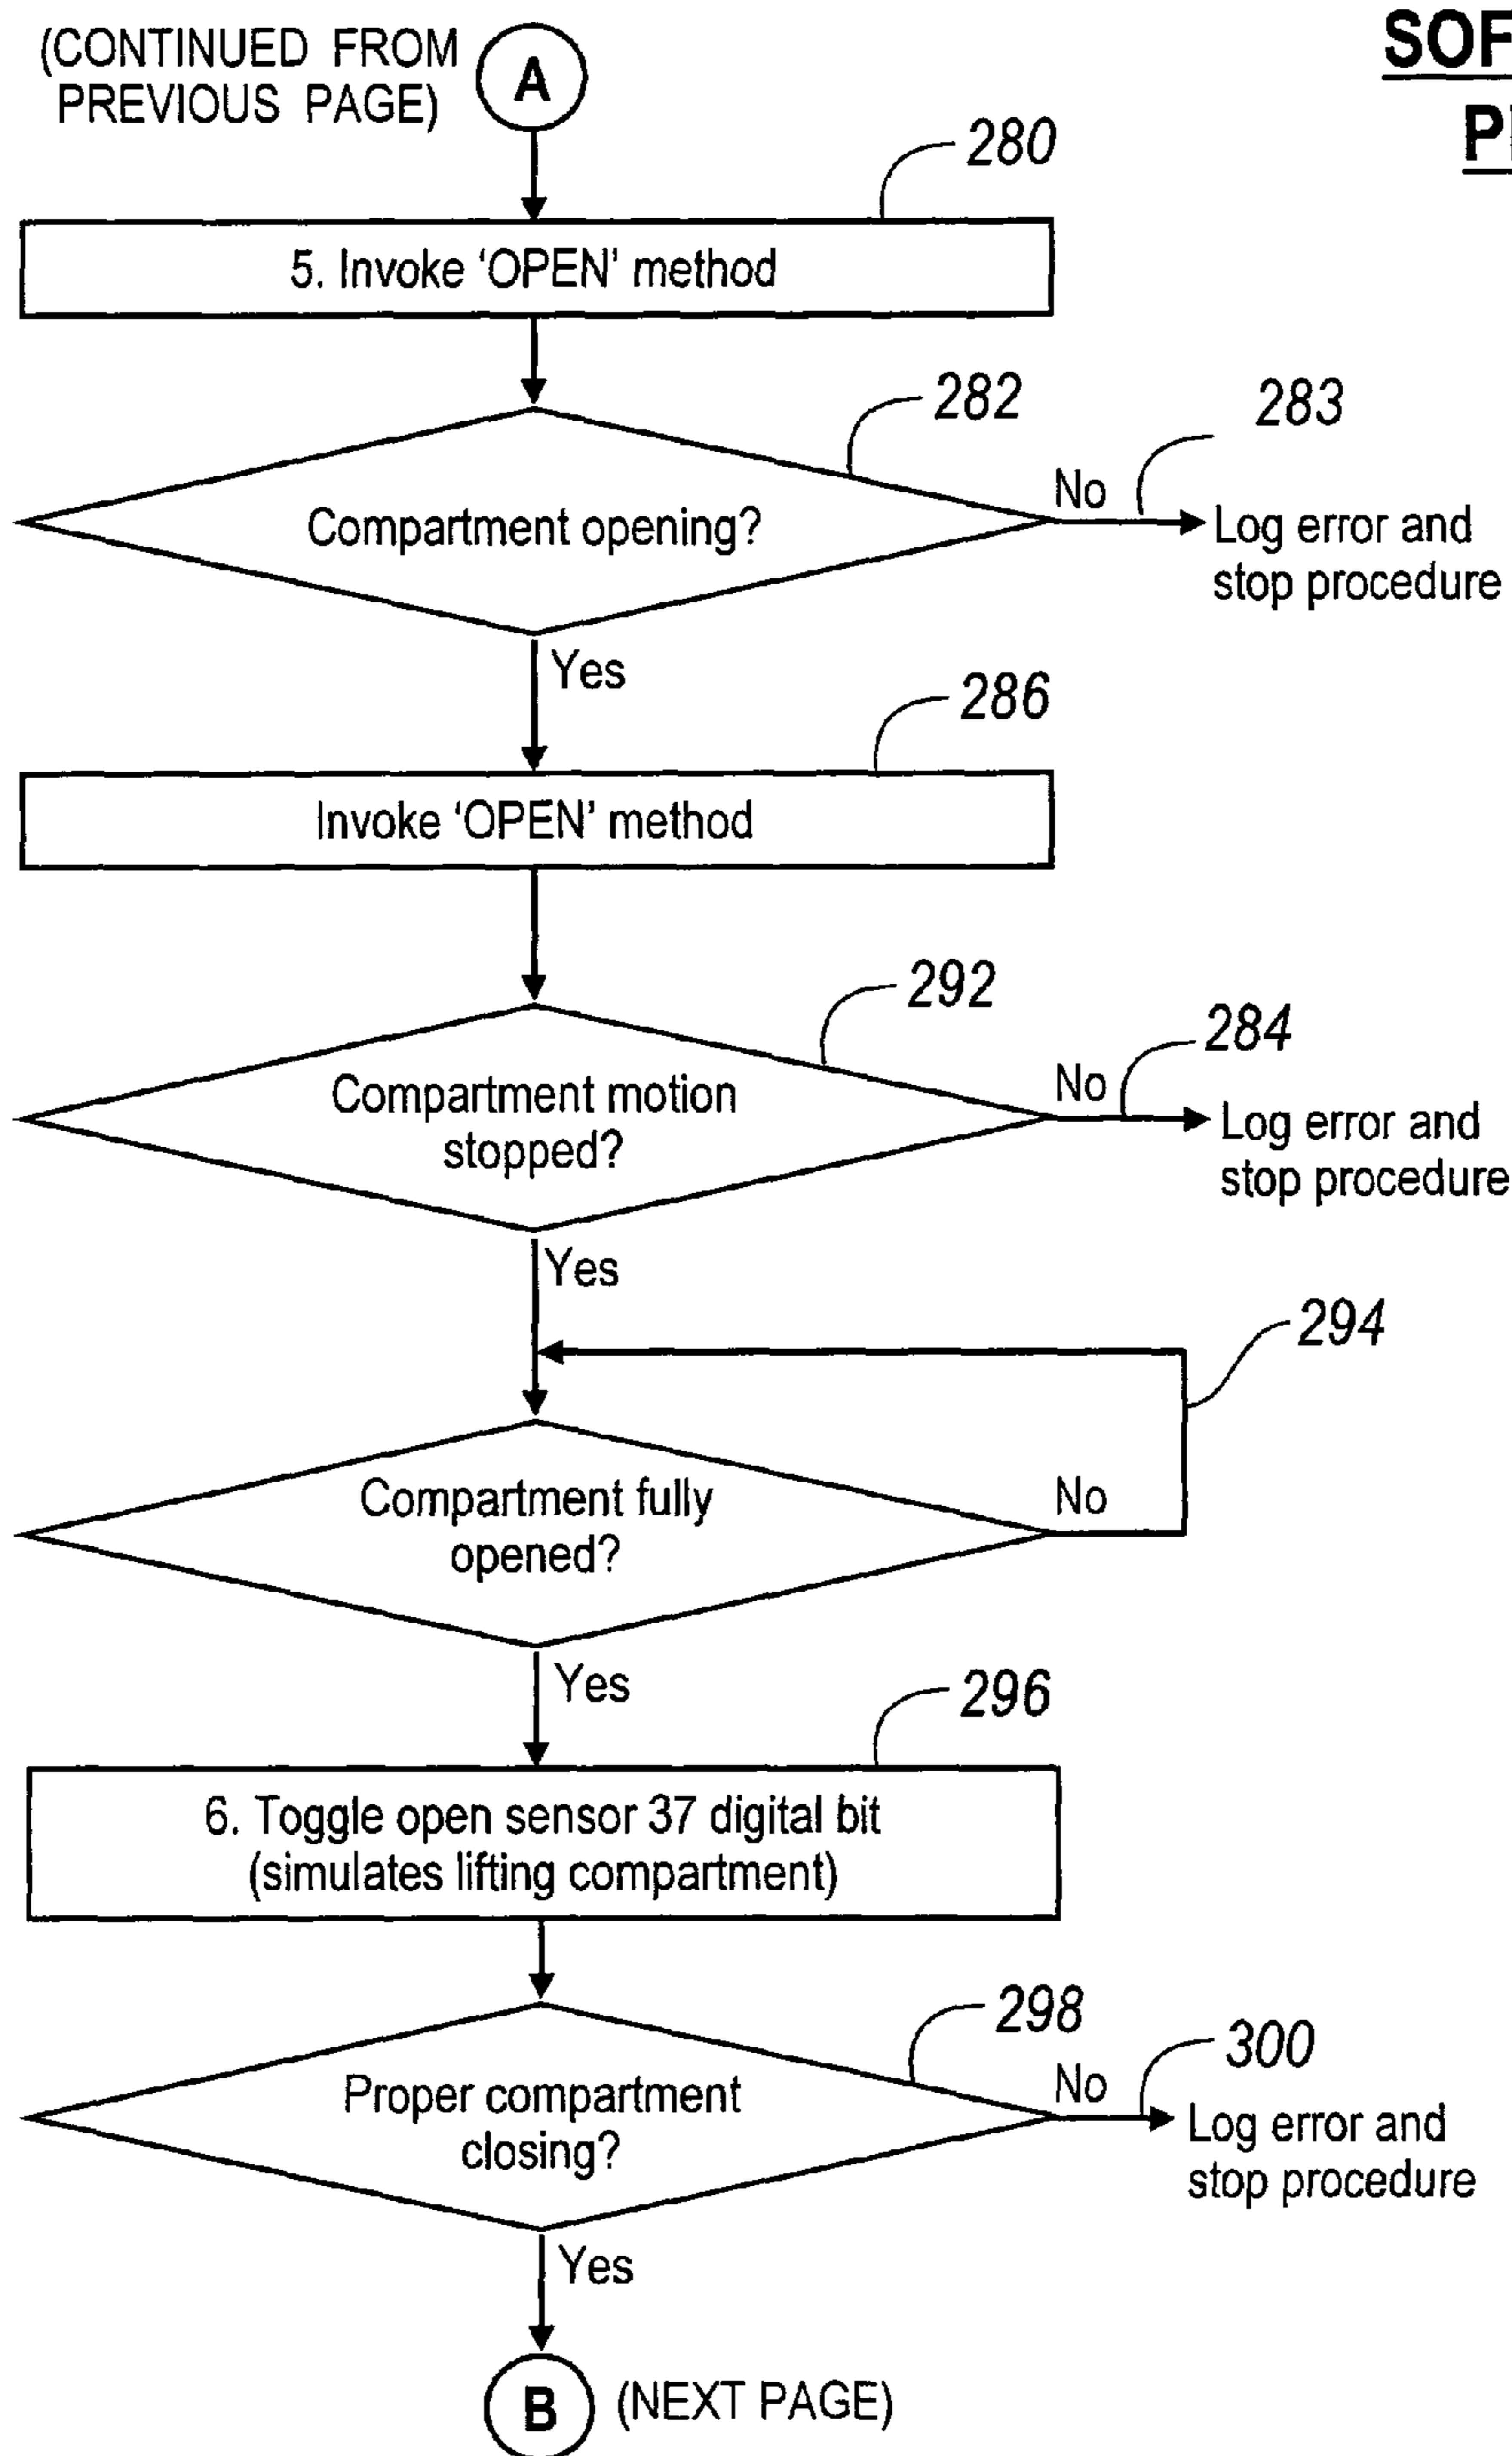 (CONTINUED FROM
PREVIOUS PAGE)
A
SOF
P
280
5. Invoke ‘OPEN’ method
282
283
Compartment opening?
No
Log error and
stop procedure
Yes
286
Invoke ‘OPEN’ method
292
284
Compartment motion
stopped?
No
Log error and
stop procedure
Yes
294
Compartment fully
opened?
No
Yes
296
6. Toggle open sensor 37 digital bit
(simulates lifting compartment)
298
300
Proper compartment
closing?
No
Log error and
stop procedure
Yes
B
(NEXT PAGE)